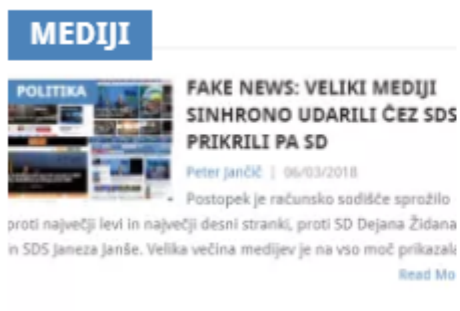 MEDIJI
POLITIKA
FAKE NEWS: VELIKI MEDIJI
SINHRONO UDARILI ČEZ SDS
PRIKRILI PA SD
Peter Jančič | 06/03/2018
Postopek je računsko sodišče sprožilo
proti največji levi in največji desni stranki, proti SD Dejana Židana
in SDS Janeza Janše. Velika večina medijev je na vso moč prikazala
Read Mo